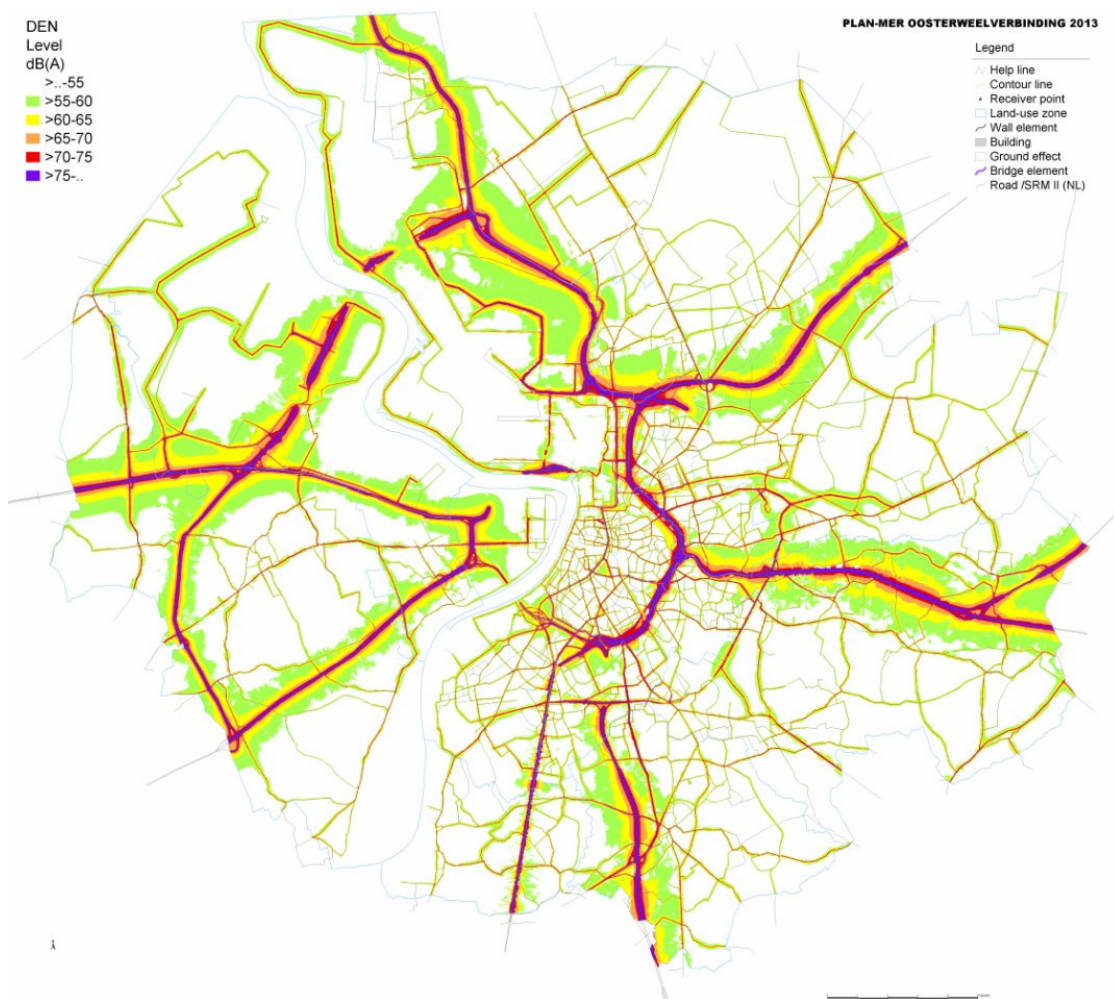 DEN
Level
dB(A)
>..-55
>55-60
>60-65
>65-70
>70-75
>75-..
PLAN-MER OOSTERWEELVERBINDING 2013
Legend
Help line
Contour line
Receiver point
Land-use zone
Wall element
Building
Ground effect
Bridge element
Road /SRM II (NL)